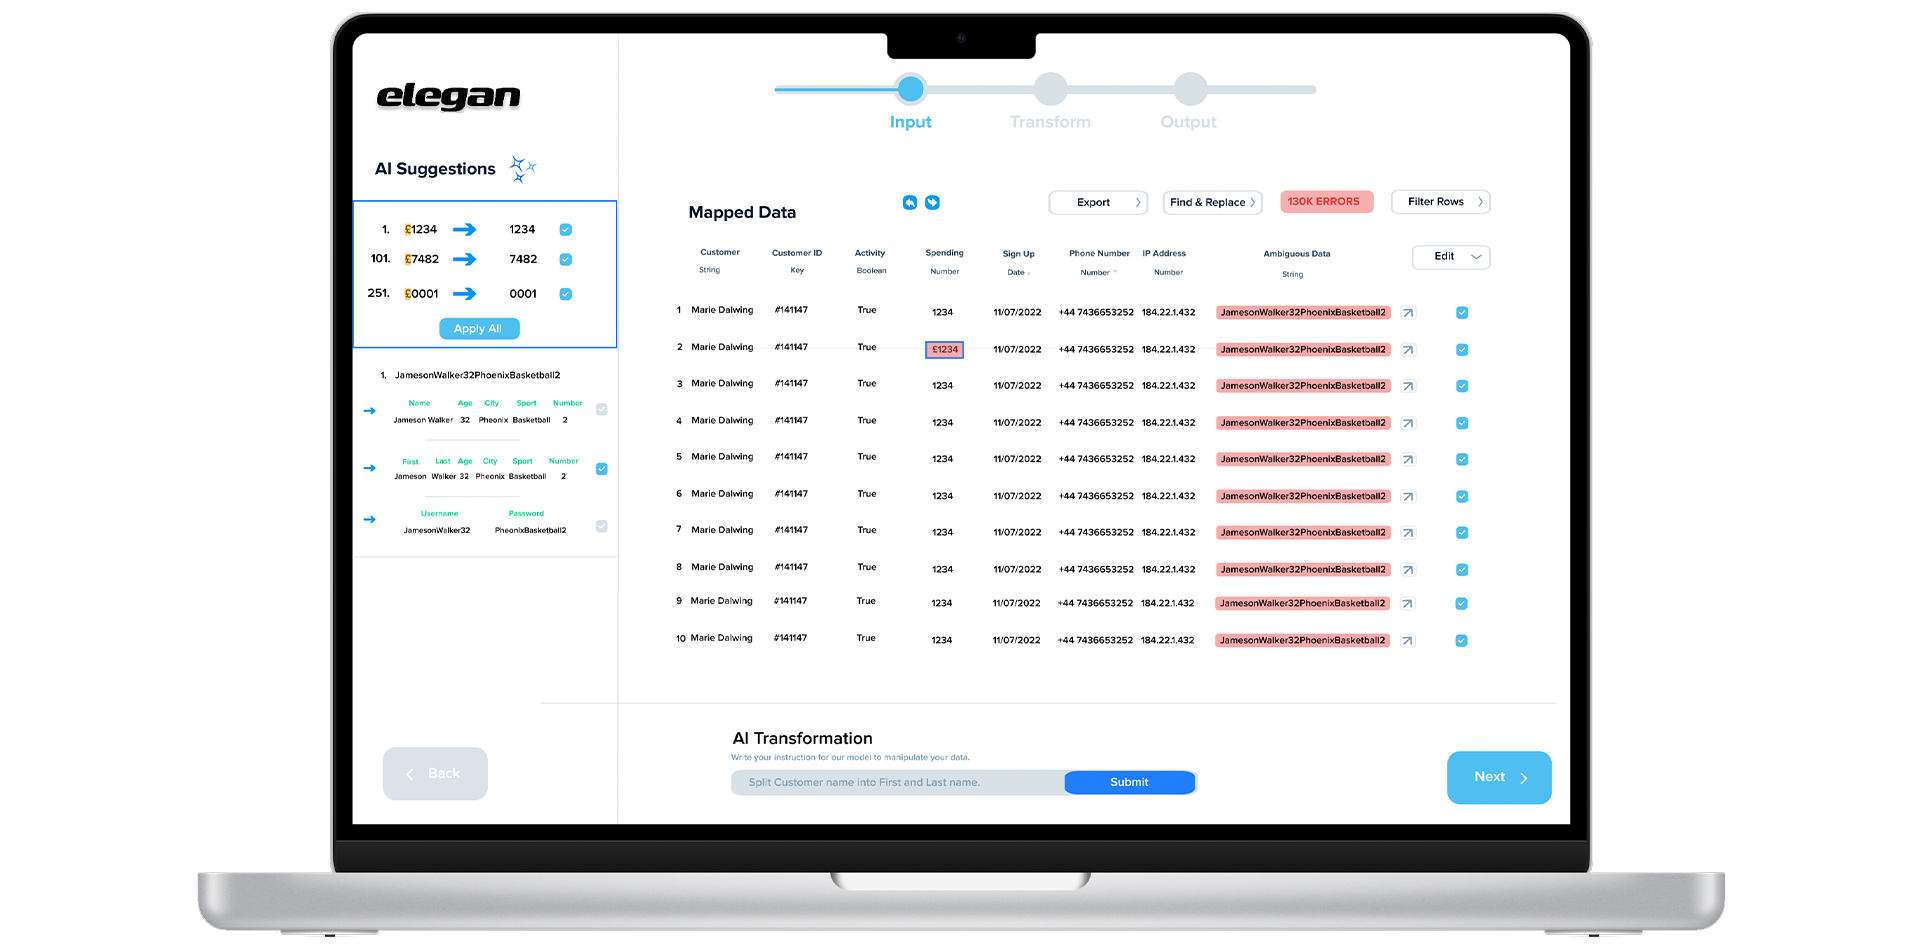 elegan
Input Transform Output
AI Suggestions
1. £1234 1234
101. £7482 7482
251. £0001 0001
Apply All
1. JamesonWalker32PhoenixBasketball2
Name Age City Sport Number
Jameson Walker 32 Pheonix Basketball 2
First Last Age City Sport Number
Jameson Walker 32 Pheonix Basketball 2
Username Password
JamesonWalker32 PheonixBasketball2
Back
Mapped Data
Export Find & Replace 130K ERRORS Filter Rows
Customer Customer ID Activity Spending Sign Up Phone Number IP Address Ambiguous Data Edit
String Key Boolean Number Date Number Number String
1 Marie Dalwing #141147 True 1234 11/07/2022 +44 7436653252 184.22.1.432 JamesonWalker32PhoenixBasketball2
2 Marie Dalwing #141147 True £1234 11/07/2022 +44 7436653252 184.22.1.432 JamesonWalker32PhoenixBasketball2
3 Marie Dalwing #141147 True 1234 11/07/2022 +44 7436653252 184.22.1.432 JamesonWalker32PhoenixBasketball2
4 Marie Dalwing #141147 True 1234 11/07/2022 +44 7436653252 184.22.1.432 JamesonWalker32PhoenixBasketball2
5 Marie Dalwing #141147 True 1234 11/07/2022 +44 7436653252 184.22.1.432 JamesonWalker32PhoenixBasketball2
6 Marie Dalwing #141147 True 1234 11/07/2022 +44 7436653252 184.22.1.432 JamesonWalker32PhoenixBasketball2
7 Marie Dalwing #141147 True 1234 11/07/2022 +44 7436653252 184.22.1.432 JamesonWalker32PhoenixBasketball2
8 Marie Dalwing #141147 True 1234 11/07/2022 +44 7436653252 184.22.1.432 JamesonWalker32PhoenixBasketball2
9 Marie Dalwing #141147 True 1234 11/07/2022 +44 7436653252 184.22.1.432 JamesonWalker32PhoenixBasketball2
10 Marie Dalwing #141147 True 1234 11/07/2022 +44 7436653252 184.22.1.432 JamesonWalker32PhoenixBasketball2
AI Transformation
Write your instruction for our model to manipulate your data.
Split Customer name into First and Last name. Submit
Next